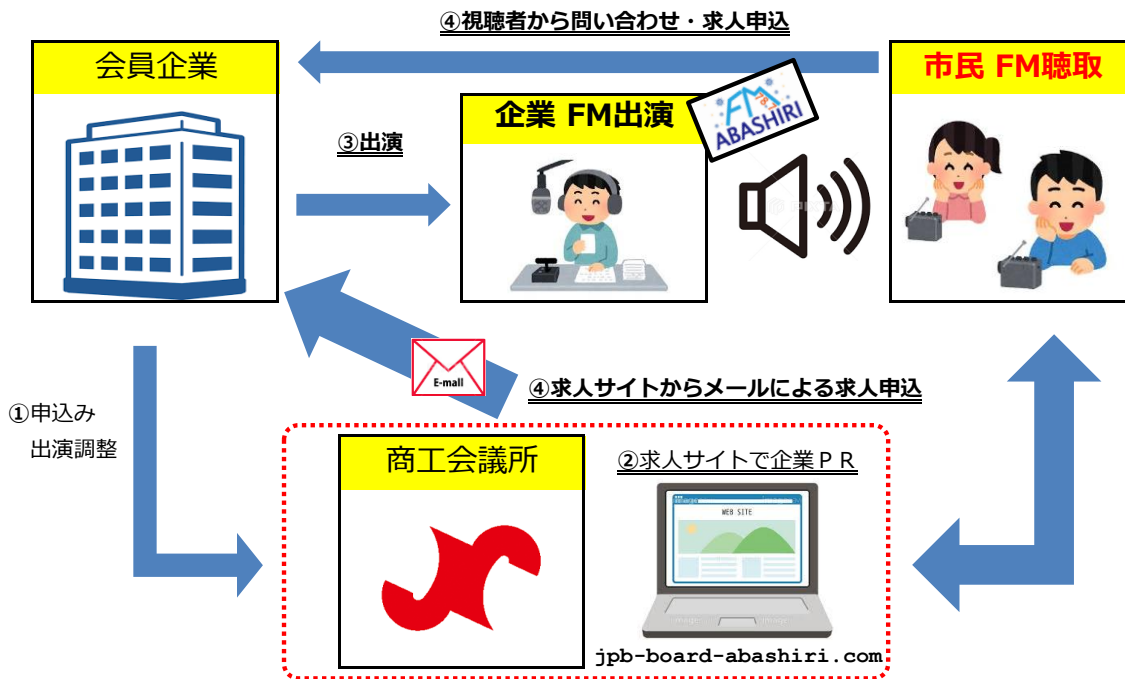 ④視聴者から問い合わせ・求人申込
会員企業
市民 FM聴取
企業 FM出演
FM
78.7
ABASHIRI
③出演
E-mall
④求人サイトからメールによる求人申込
①申込み
出演調整
商工会議所
②求人サイトで企業ＰＲ
WEB SITE
jpb-board-abashiri.com